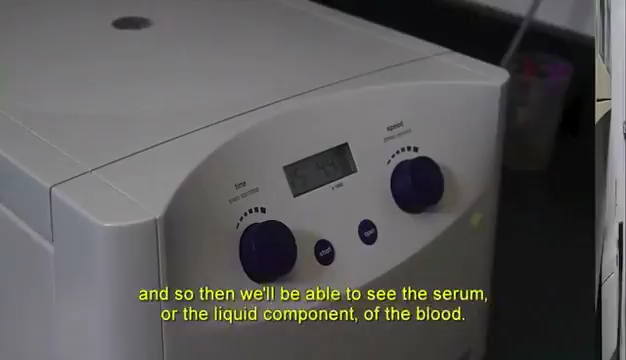 speed
time
start
open
and so then we'll be able to see the serum,
or the liquid component, of the blood.